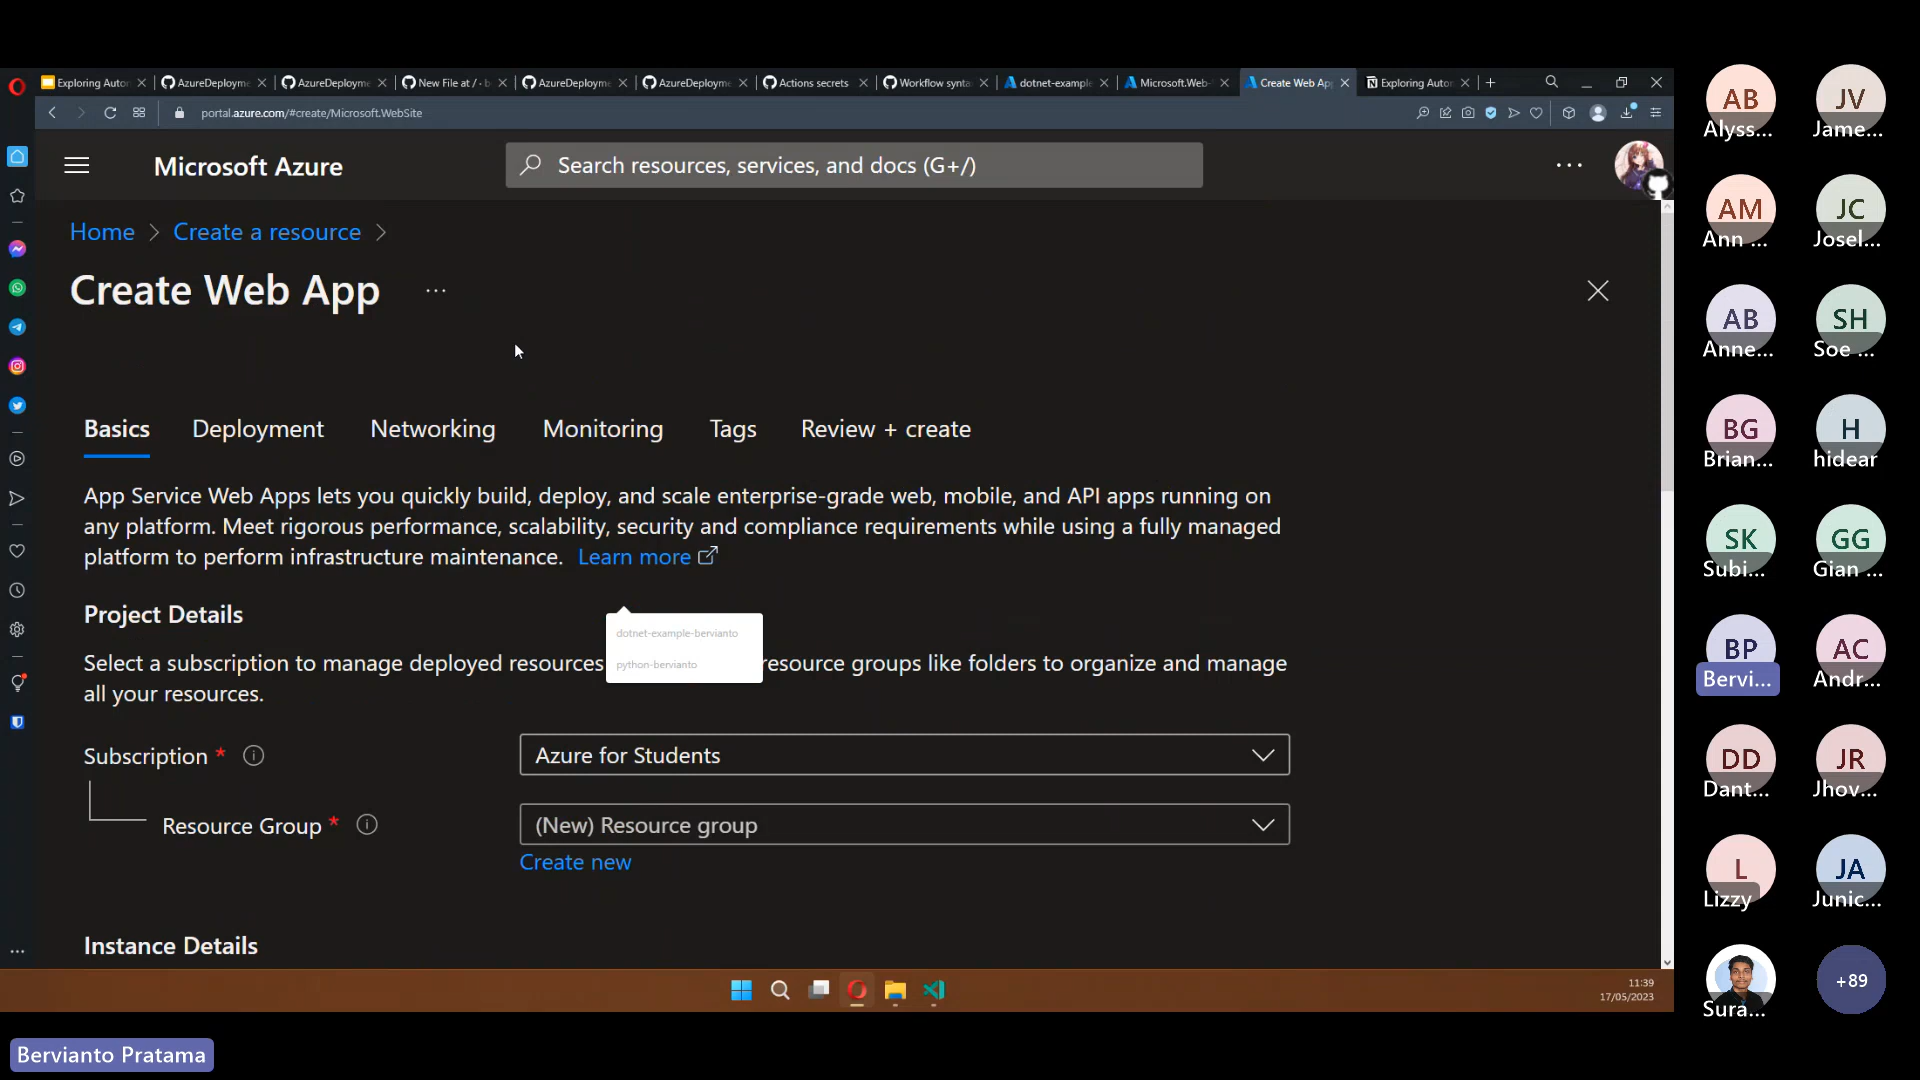 Exploring Auton
AzureDeployme
AzureDeployme
New File at / · b
AzureDeployme
AzureDeployme
Actions secrets
Workflow synta
dotnet-example
Microsoft.Web-
Create Web App
Exploring Auton
portal.azure.com/#create/Microsoft.WebSite
Microsoft Azure
Search resources, services, and docs (G+/)
Home
Create a resource
Create Web App
Basics
Deployment
Networking
Monitoring
Tags
Review + create
App Service Web Apps lets you quickly build, deploy, and scale enterprise-grade web, mobile, and API apps running on
any platform. Meet rigorous performance, scalability, security and compliance requirements while using a fully managed
platform to perform infrastructure maintenance. Learn more
Project Details
dotnet-example-bervianto
python-bervianto
Select a subscription to manage deployed resources resource groups like folders to organize and manage
all your resources.
Subscription *
Azure for Students
Resource Group *
(New) Resource group
Create new
Instance Details
11:39
17/05/2023
AB
Alyss...
JV
Jame...
AM
Ann ...
JC
Josel...
AB
Anne...
SH
Soe ...
BG
Brian...
H
hidear
SK
Subi...
GG
Gian ...
BP
Bervi...
AC
Andr...
DD
Dant...
JR
Jhov...
L
Lizzy
JA
Junic...
Sura...
+89
Bervianto Pratama